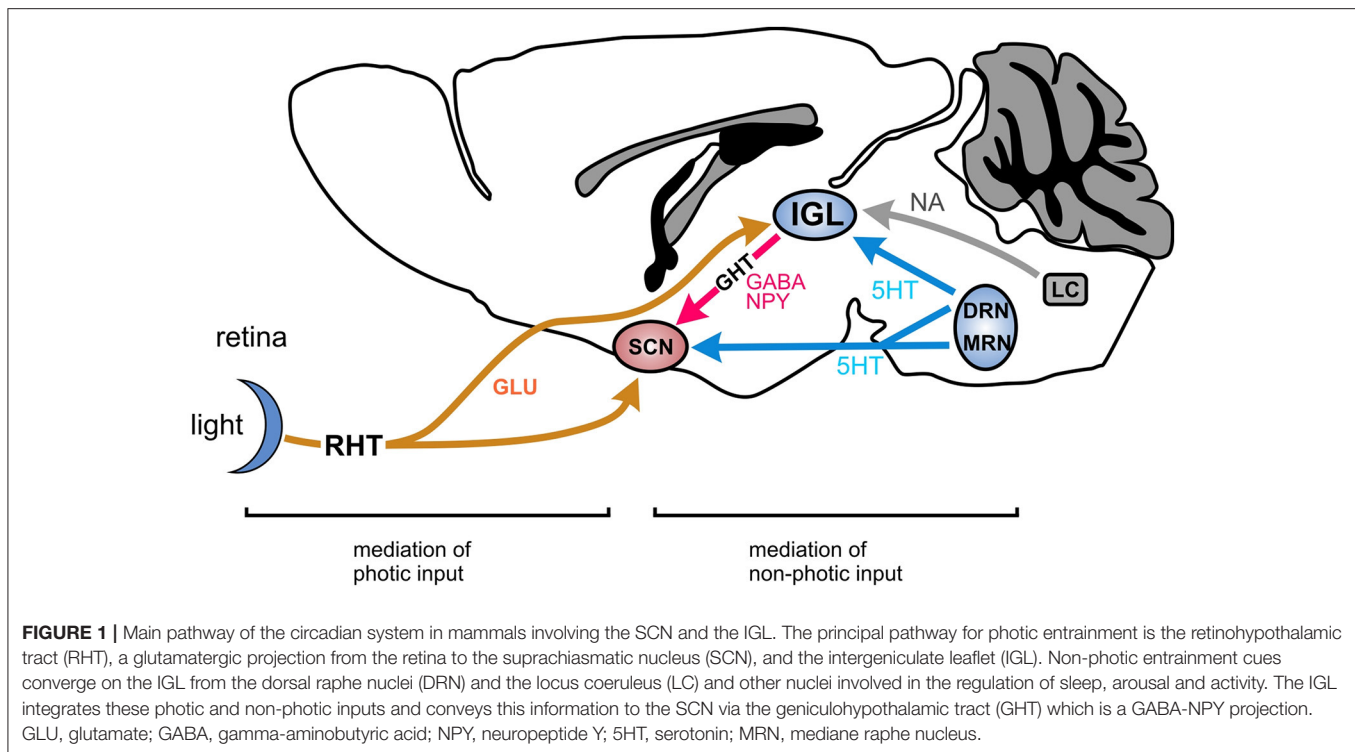 IGL
NA
GHT
GABA
NPY
5HT
LC
DRN
MRN
SCN
5HT
retina
GLU
light
RHT
mediation of
photic input
mediation of
non-photic input
FIGURE 1 | Main pathway of the circadian system in mammals involving the SCN and the IGL. The principal pathway for photic entrainment is the retinohypothalamic
tract (RHT), a glutamatergic projection from the retina to the suprachiasmatic nucleus (SCN), and the intergeniculate leaflet (IGL). Non-photic entrainment cues
converge on the IGL from the dorsal raphe nuclei (DRN) and the locus coeruleus (LC) and other nuclei involved in the regulation of sleep, arousal and activity. The IGL
integrates these photic and non-photic inputs and conveys this information to the SCN via the geniculohypothalamic tract (GHT) which is a GABA-NPY projection.
GLU, glutamate; GABA, gamma-aminobutyric acid; NPY, neuropeptide Y; 5HT, serotonin; MRN, mediane raphe nucleus.